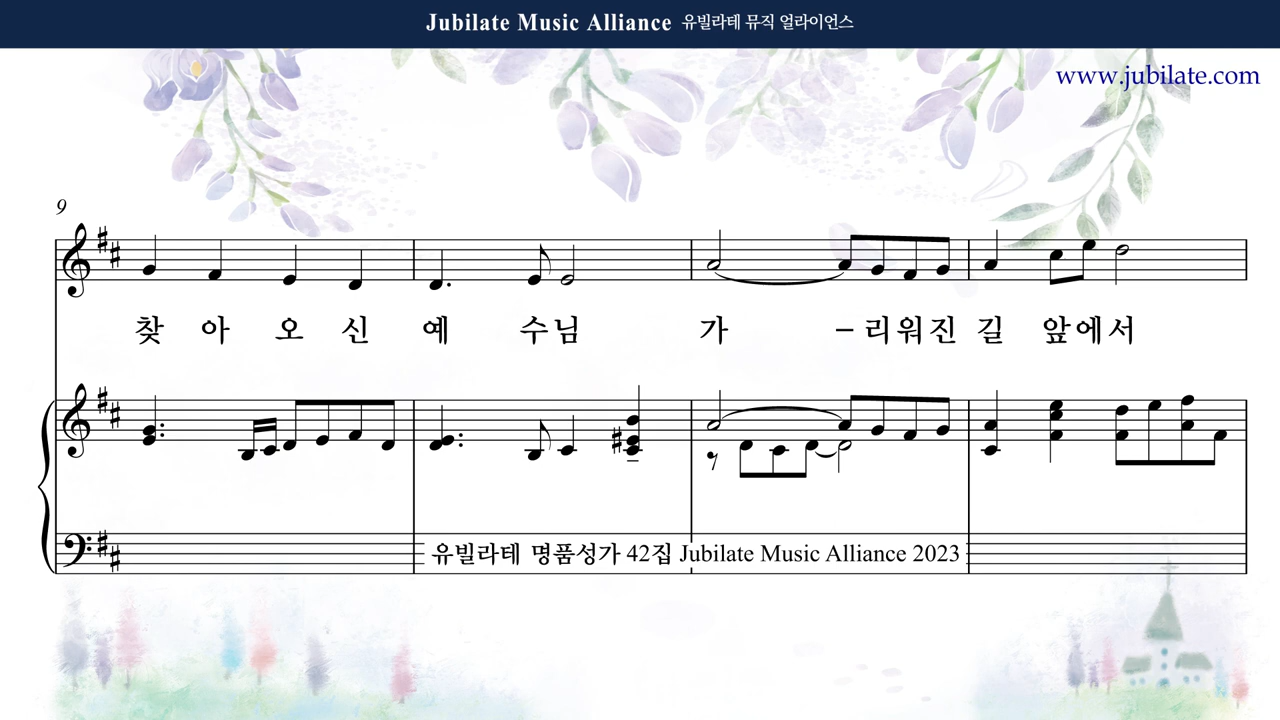 Jubilate Music Alliance 유빌라테 뮤직 얼라이언스
www.jubilate.com
9
찾 아 오 신 예 수님 가 –리워진 길 앞에서
유빌라테 명품성가 42집 Jubilate Music Alliance 2023